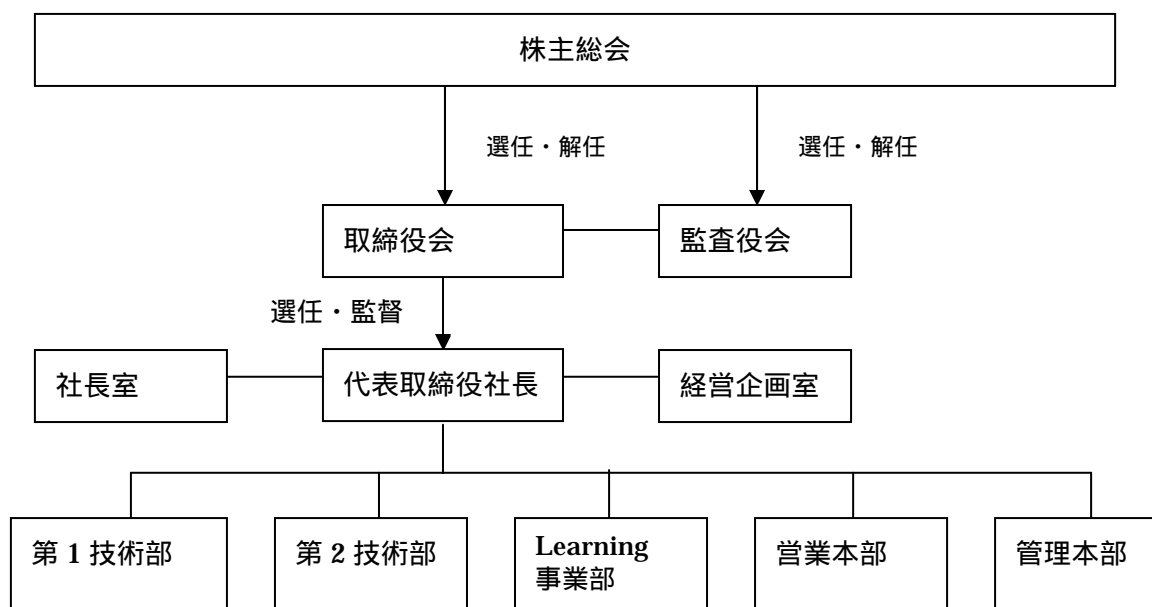 株主総会
選任・解任
選任・解任
取締役会
監査役会
選任・監督
社長室
代表取締役社長
経営企画室
第 1 技術部
第 2 技術部
Learning
事業部
営業本部
管理本部